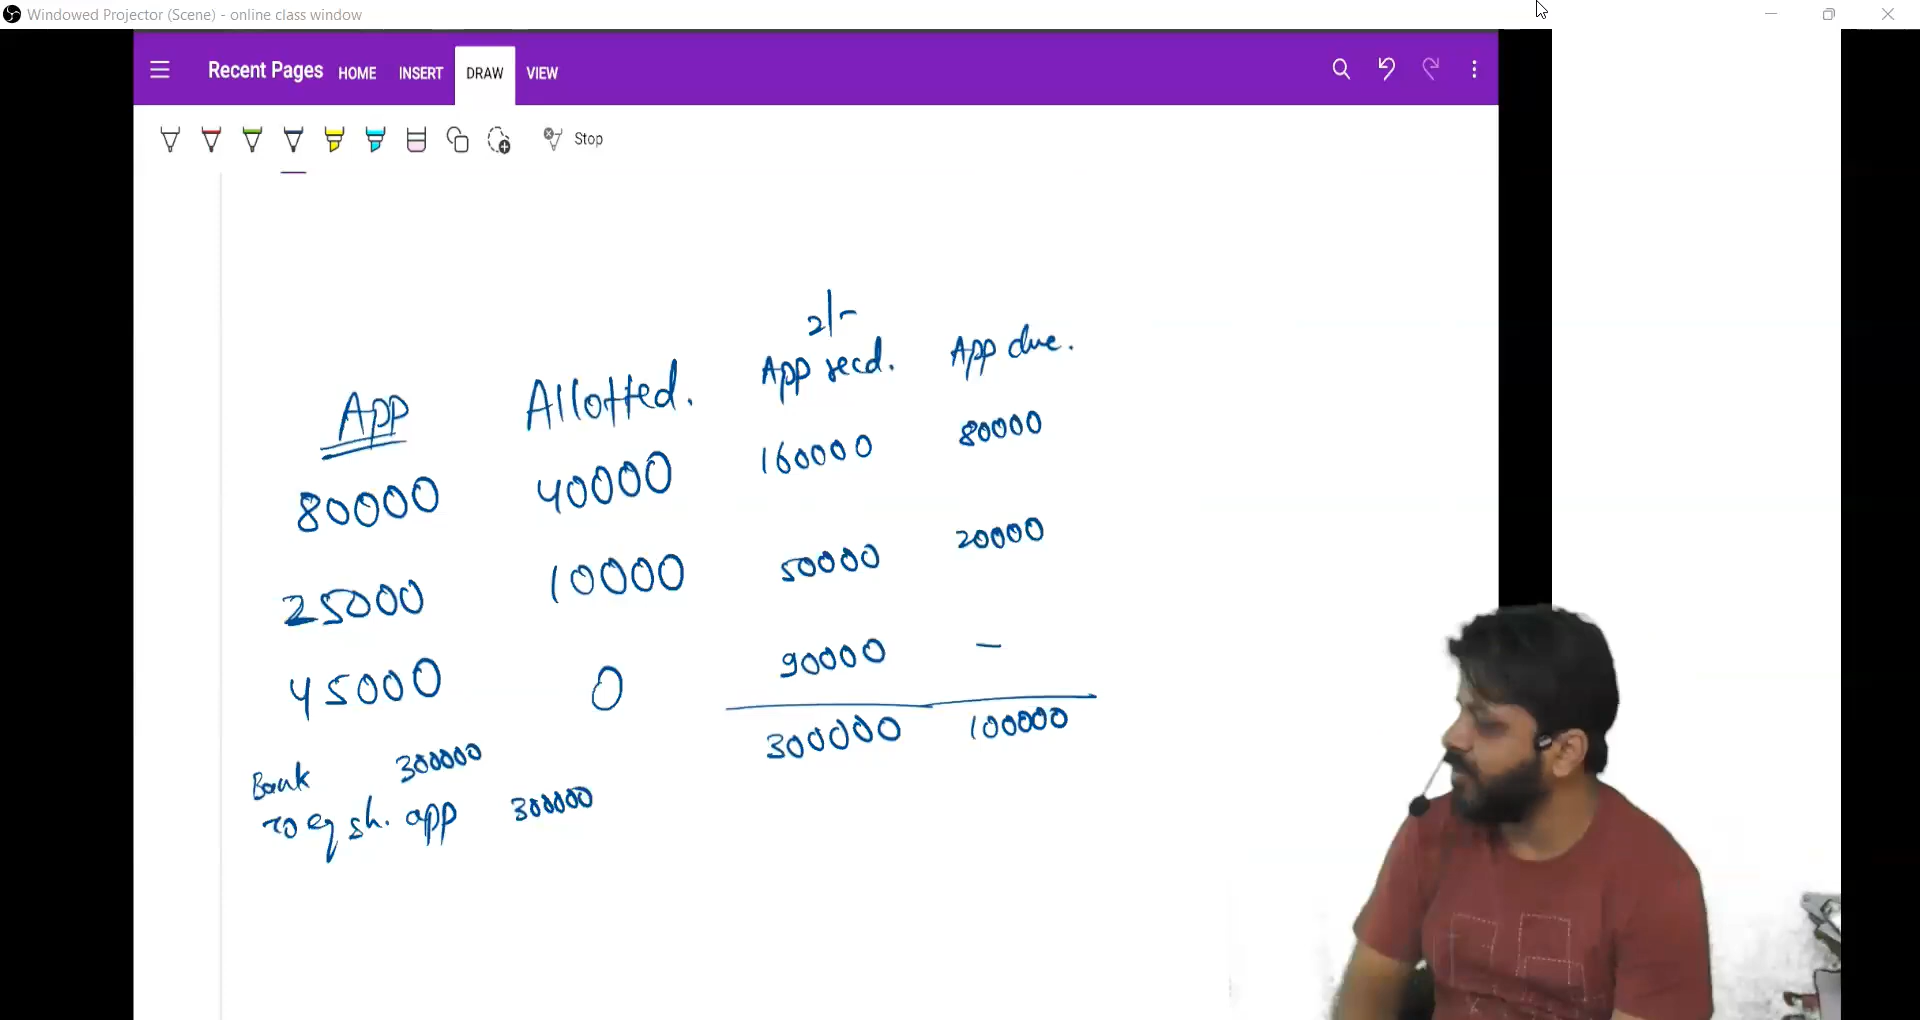 Windowed Projector (Scene) - online class window
Recent Pages HOME INSERT DRAW VIEW
Stop
2/-
App Allotted. App recd. App due.
80000 40000 160000 80000
25000 10000 50000 20000
45000 0 90000 -
300000 100000
Bank 300000
To eq sh. app 300000